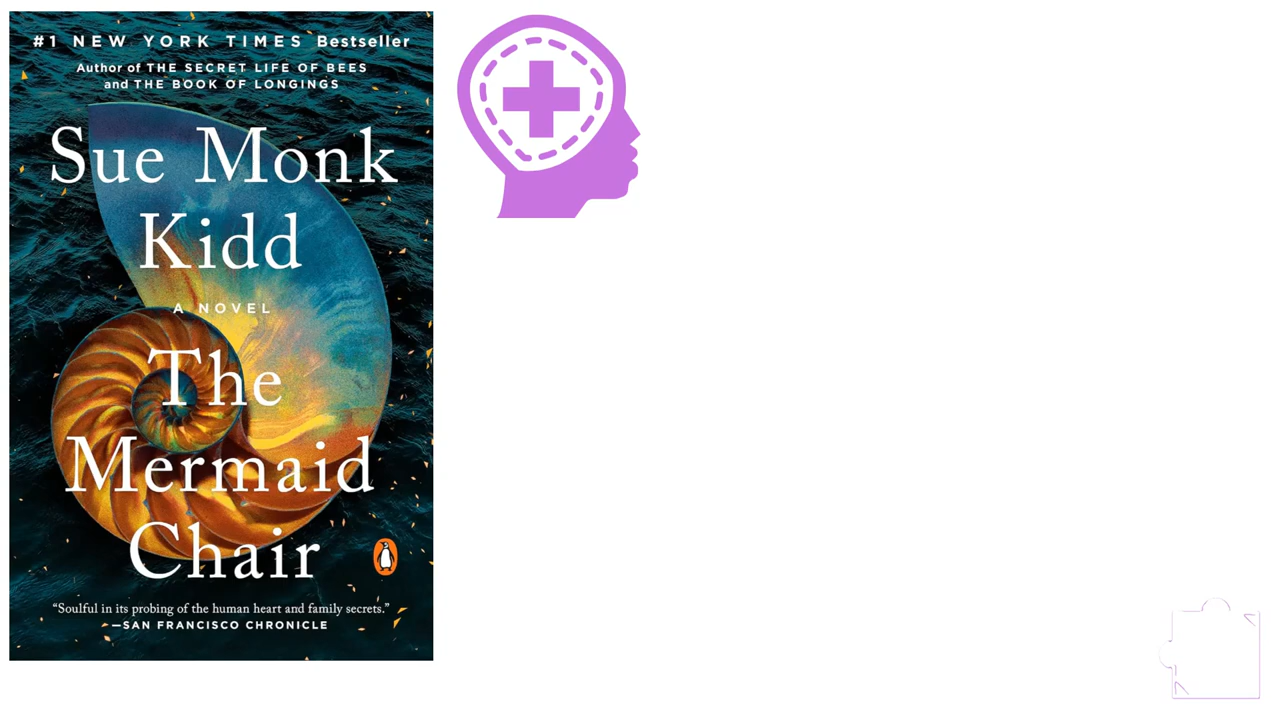 #1 NEW YORK TIMES Bestseller
Author of THE SECRET LIFE OF BEES
and THE BOOK OF LONGINGS
Sue Monk
Kidd
A NOVEL
The
Mermaid
Chair
“Soulful in its probing of the human heart and family secrets.”
—SAN FRANCISCO CHRONICLE